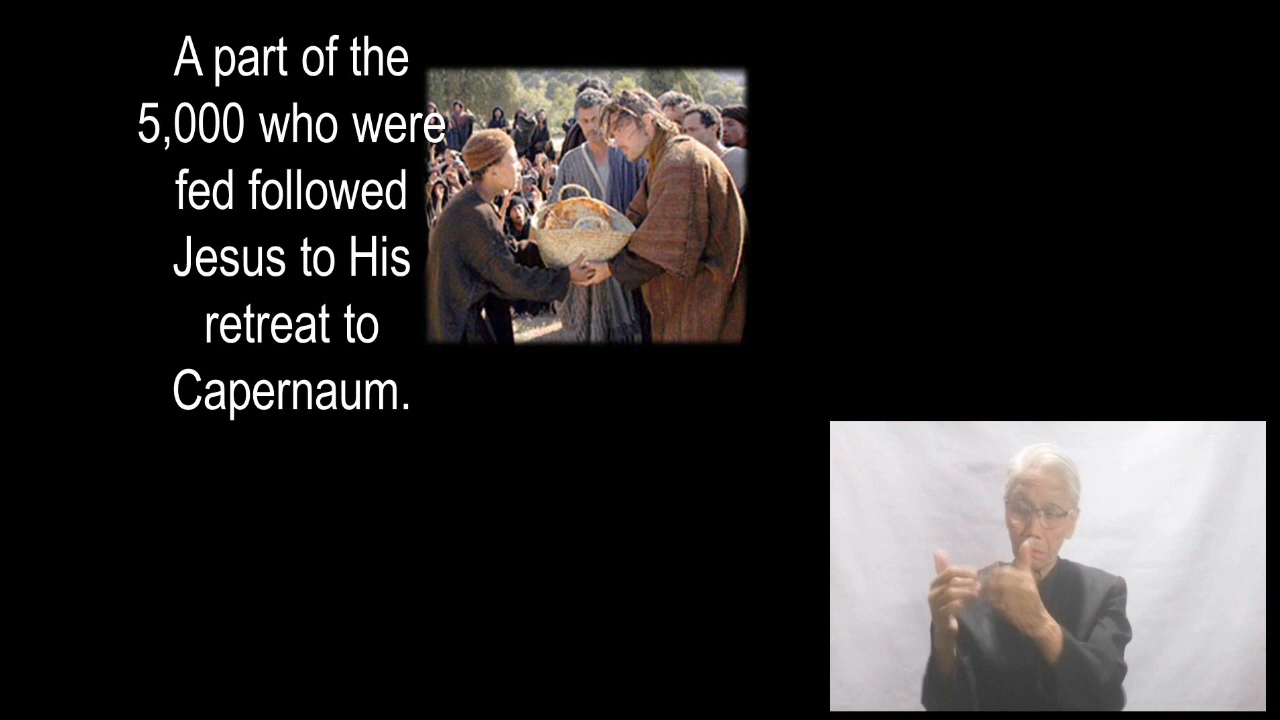 A part of the
5,000 who were
fed followed
Jesus to His
retreat to
Capernaum.